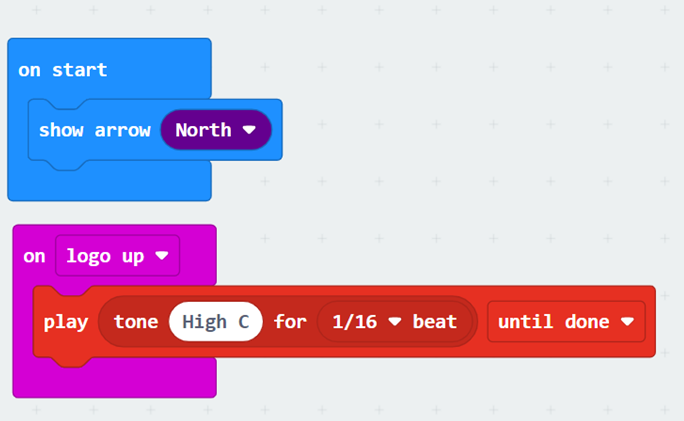 on start
show arrow North
on logo up
play tone High C for 1/16 beat until done